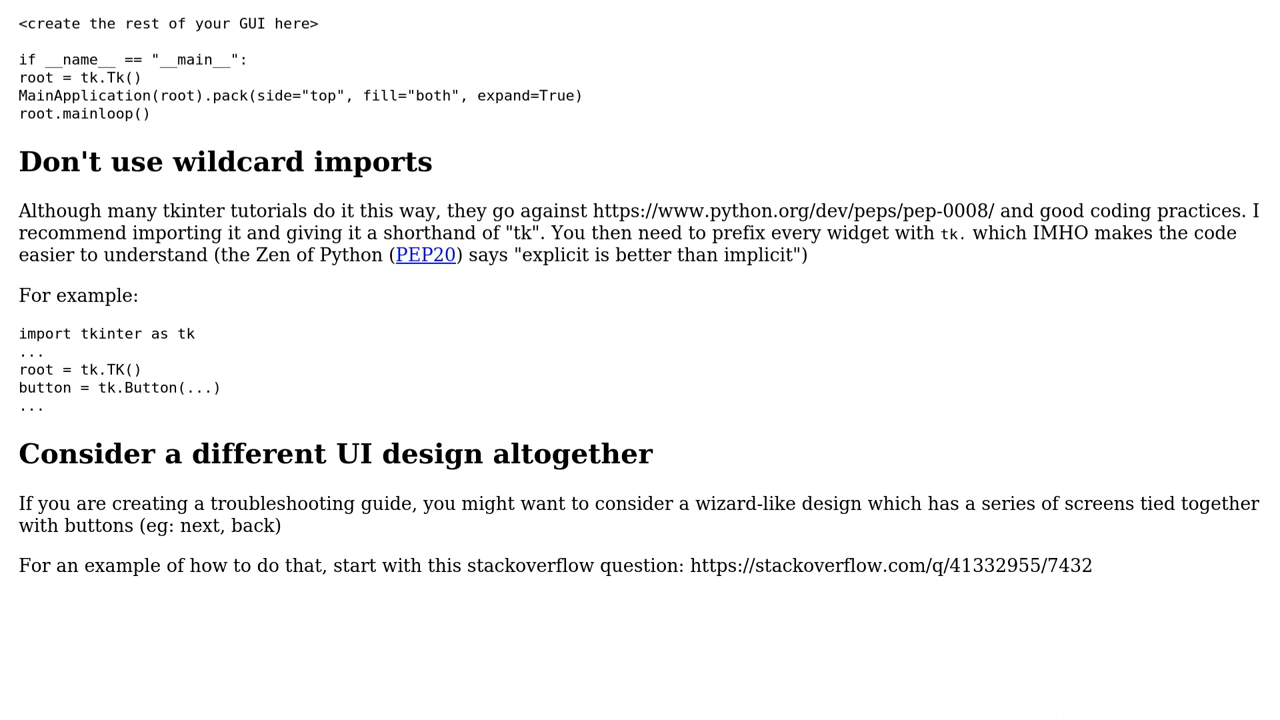 <create the rest of your GUI here>
if __name__ == "__main__":
root = tk.Tk()
MainApplication(root).pack(side="top", fill="both", expand=True)
root.mainloop()
Don't use wildcard imports
Although many tkinter tutorials do it this way, they go against https://www.python.org/dev/peps/pep-0008/ and good coding practices. I
recommend importing it and giving it a shorthand of "tk". You then need to prefix every widget with tk. which IMHO makes the code
easier to understand (the Zen of Python (PEP20) says "explicit is better than implicit")
For example:
import tkinter as tk
...
root = tk.TK()
button = tk.Button(...)
...
Consider a different UI design altogether
If you are creating a troubleshooting guide, you might want to consider a wizard-like design which has a series of screens tied together
with buttons (eg: next, back)
For an example of how to do that, start with this stackoverflow question: https://stackoverflow.com/q/41332955/7432